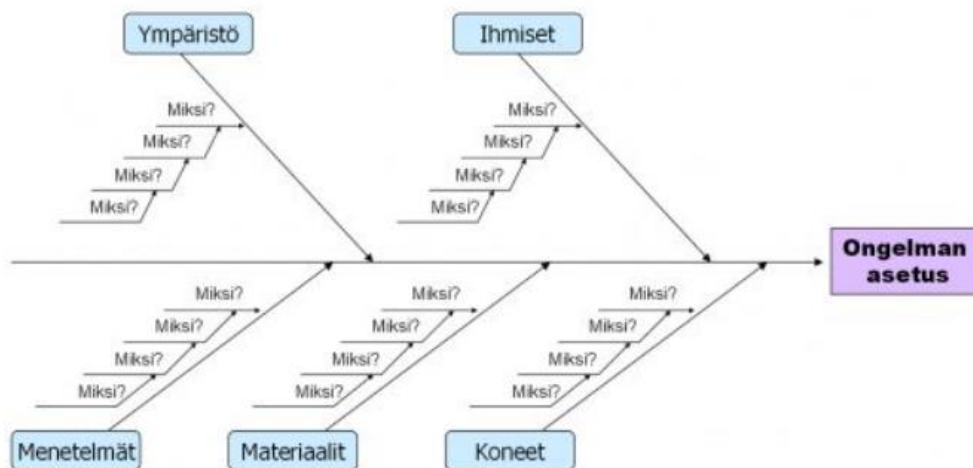 Ympäristö
Ihmiset
Miksi?
Miksi?
Miksi?
Miksi?
Miksi?
Miksi?
Miksi?
Miksi?
Ongelman
asetus
Miksi?
Miksi?
Miksi?
Miksi?
Miksi?
Miksi?
Miksi?
Miksi?
Miksi?
Miksi?
Miksi?
Miksi?
Menetelmät
Materiaalit
Koneet